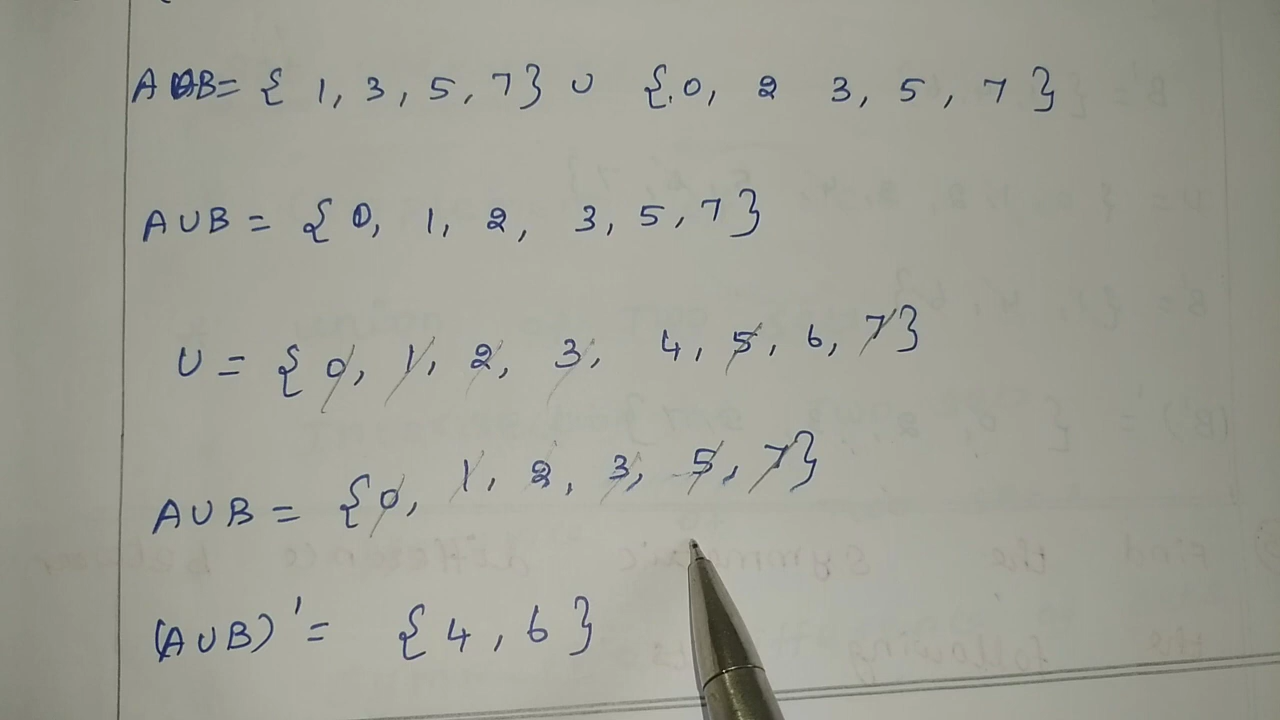 A∪B = { 1, 3, 5, 7 } ∪ { 0, 2 3, 5, 7 }
A∪B = { 0, 1, 2, 3, 5, 7 }
U = { 0, 1, 2, 3, 4, 5, 6, 7 }
A∪B = { 0, 1, 2, 3, 5, 7 }
(A∪B)' = { 4, 6 }